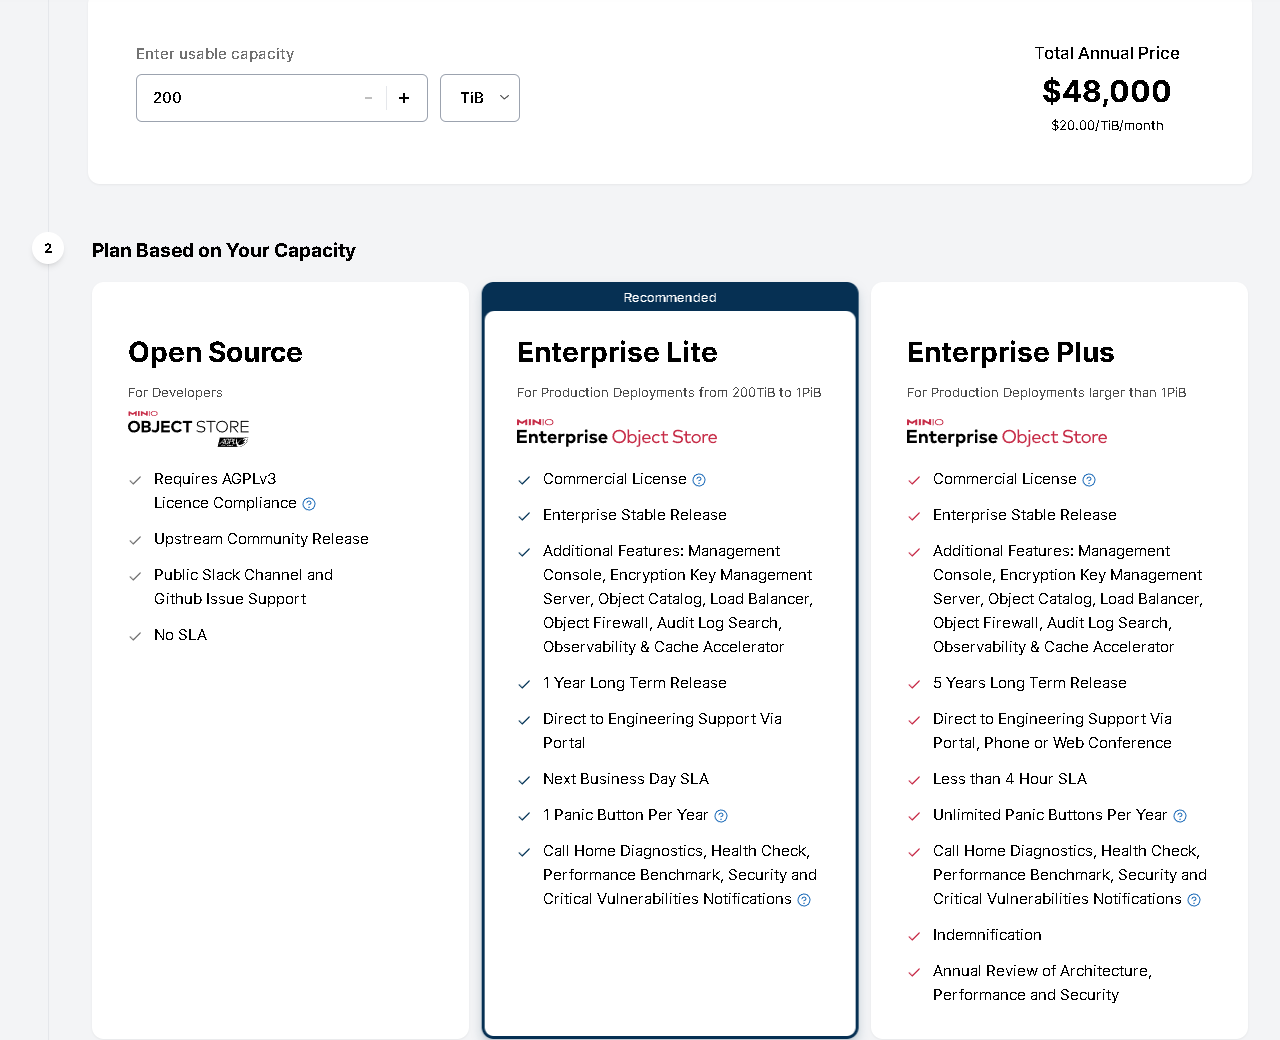 Enter usable capacity
200
TiB
Total Annual Price
$48,000
$20.00/TiB/month
2
Plan Based on Your Capacity
Open Source
For Developers
MINIO
OBJECT STORE
AGPL v3
Requires AGPLv3
Licence Compliance
Upstream Community Release
Public Slack Channel and
Github Issue Support
No SLA
Recommended
Enterprise Lite
For Production Deployments from 200TiB to 1PiB
MINIO
Enterprise Object Store
Commercial License
Enterprise Stable Release
Additional Features: Management
Console, Encryption Key Management
Server, Object Catalog, Load Balancer,
Object Firewall, Audit Log Search,
Observability & Cache Accelerator
1 Year Long Term Release
Direct to Engineering Support Via
Portal
Next Business Day SLA
1 Panic Button Per Year
Call Home Diagnostics, Health Check,
Performance Benchmark, Security and
Critical Vulnerabilities Notifications
Enterprise Plus
For Production Deployments larger than 1PiB
MINIO
Enterprise Object Store
Commercial License
Enterprise Stable Release
Additional Features: Management
Console, Encryption Key Management
Server, Object Catalog, Load Balancer,
Object Firewall, Audit Log Search,
Observability & Cache Accelerator
5 Years Long Term Release
Direct to Engineering Support Via
Portal, Phone or Web Conference
Less than 4 Hour SLA
Unlimited Panic Buttons Per Year
Call Home Diagnostics, Health Check,
Performance Benchmark, Security and
Critical Vulnerabilities Notifications
Indemnification
Annual Review of Architecture,
Performance and Security